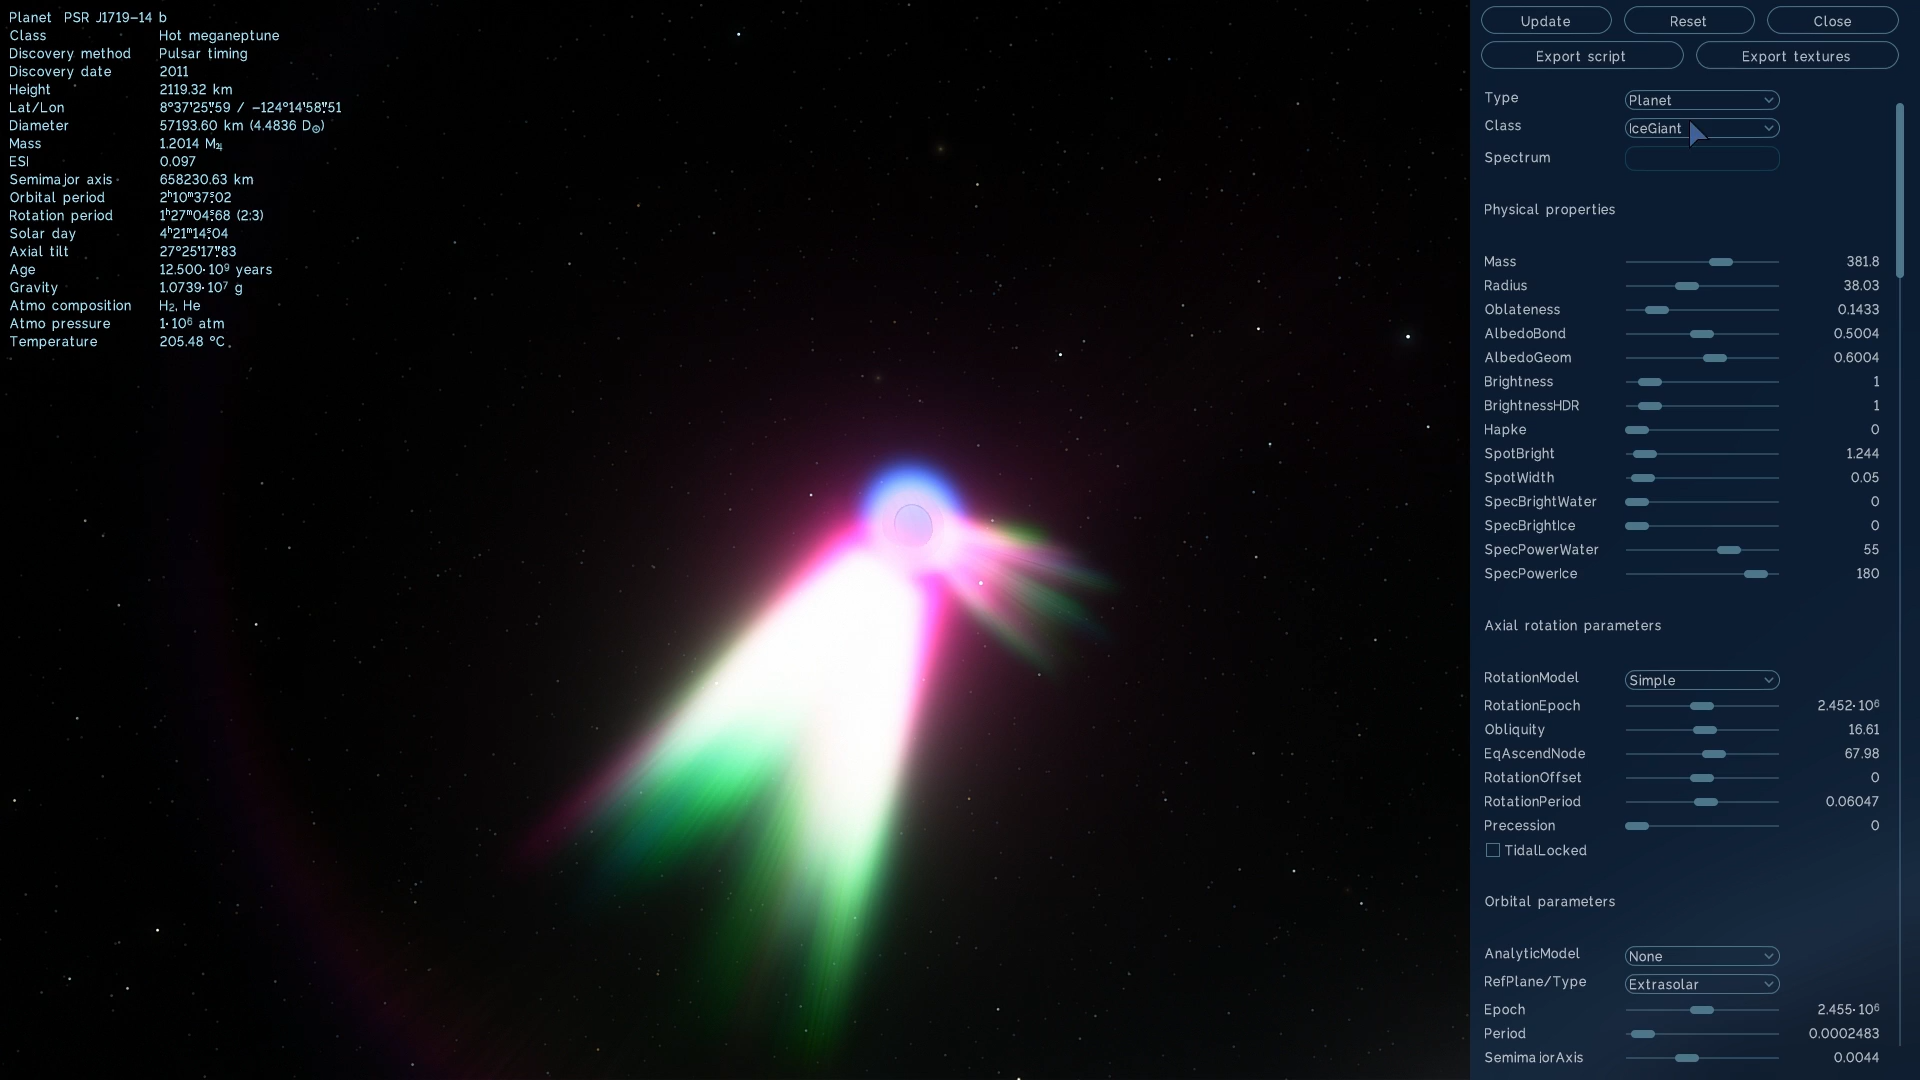 Planet PSR J1719-14 b
Class Hot meganeptune
Discovery method Pulsar timing
Discovery date 2011
Height 2119.32 km
Lat/Lon 8°37'25"59 / -124°14'58"51
Diameter 57193.60 km (4.4836 D⊕)
Mass 1.2014 M♃
ESI 0.097
Semimajor axis 658230.63 km
Orbital period 2ʰ10ᵐ37ˢ.02
Rotation period 1ʰ27ᵐ04ˢ.68 (2:3)
Solar day 4ʰ21ᵐ14ˢ.04
Axial tilt 27°25'17"83
Age 12.500·10⁹ years
Gravity 1.0739·10⁷ g
Atmo composition H₂, He
Atmo pressure 1·10⁶ atm
Temperature 205.48 °C
Update Reset Close
Export script Export textures
Type Planet
Class IceGiant
Spectrum
Physical properties
Mass 381.8
Radius 38.03
Oblateness 0.1433
AlbedoBond 0.5004
AlbedoGeom 0.6004
Brightness 1
BrightnessHDR 1
Hapke 0
SpotBright 1.244
SpotWidth 0.05
SpecBrightWater 0
SpecBrightIce 0
SpecPowerWater 55
SpecPowerIce 180
Axial rotation parameters
RotationModel Simple
RotationEpoch 2.452·10⁶
Obliquity 16.61
EqAscendNode 67.98
RotationOffset 0
RotationPeriod 0.06047
Precession 0
TidalLocked
Orbital parameters
AnalyticModel None
RefPlane/Type Extrasolar
Epoch 2.455·10⁶
Period 0.0002483
SemimajorAxis 0.0044